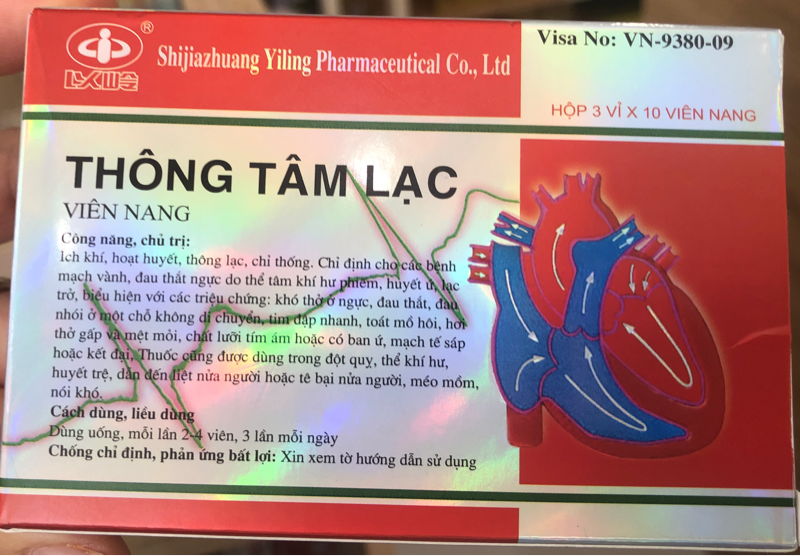 ®
以岭
Shijiazhuang Yiling Pharmaceutical Co., Ltd
Visa No: VN-9380-09
HỘP 3 VỈ X 10 VIÊN NANG
THÔNG TÂM LẠC
VIÊN NANG
Công năng, chủ trị:
Ích khí, hoạt huyết, thông lạc, chỉ thống. Chỉ định cho các bệnh
mạch vành, đau thắt ngực do thể tâm khí hư phiếm, huyết ứ, lạc
trở, biểu hiện với các triệu chứng: khó thở ở ngực, đau thắt, đau
nhói ở một chỗ không di chuyển, tim đập nhanh, toát mồ hôi, hơi
thở gấp và mệt mỏi, chất lưỡi tím ám hoặc có ban ứ, mạch tế sáp
hoặc kết đại, Thuốc cũng được dùng trong đột quỵ, thể khí hư,
huyết trệ, dẫn đến liệt nửa người hoặc tê bại nửa người, méo mồm,
nói khó.
Cách dùng, liều dùng
Dùng uống, mỗi lần 2-4 viên, 3 lần mỗi ngày
Chống chỉ định, phản ứng bất lợi: Xin xem tờ hướng dẫn sử dụng